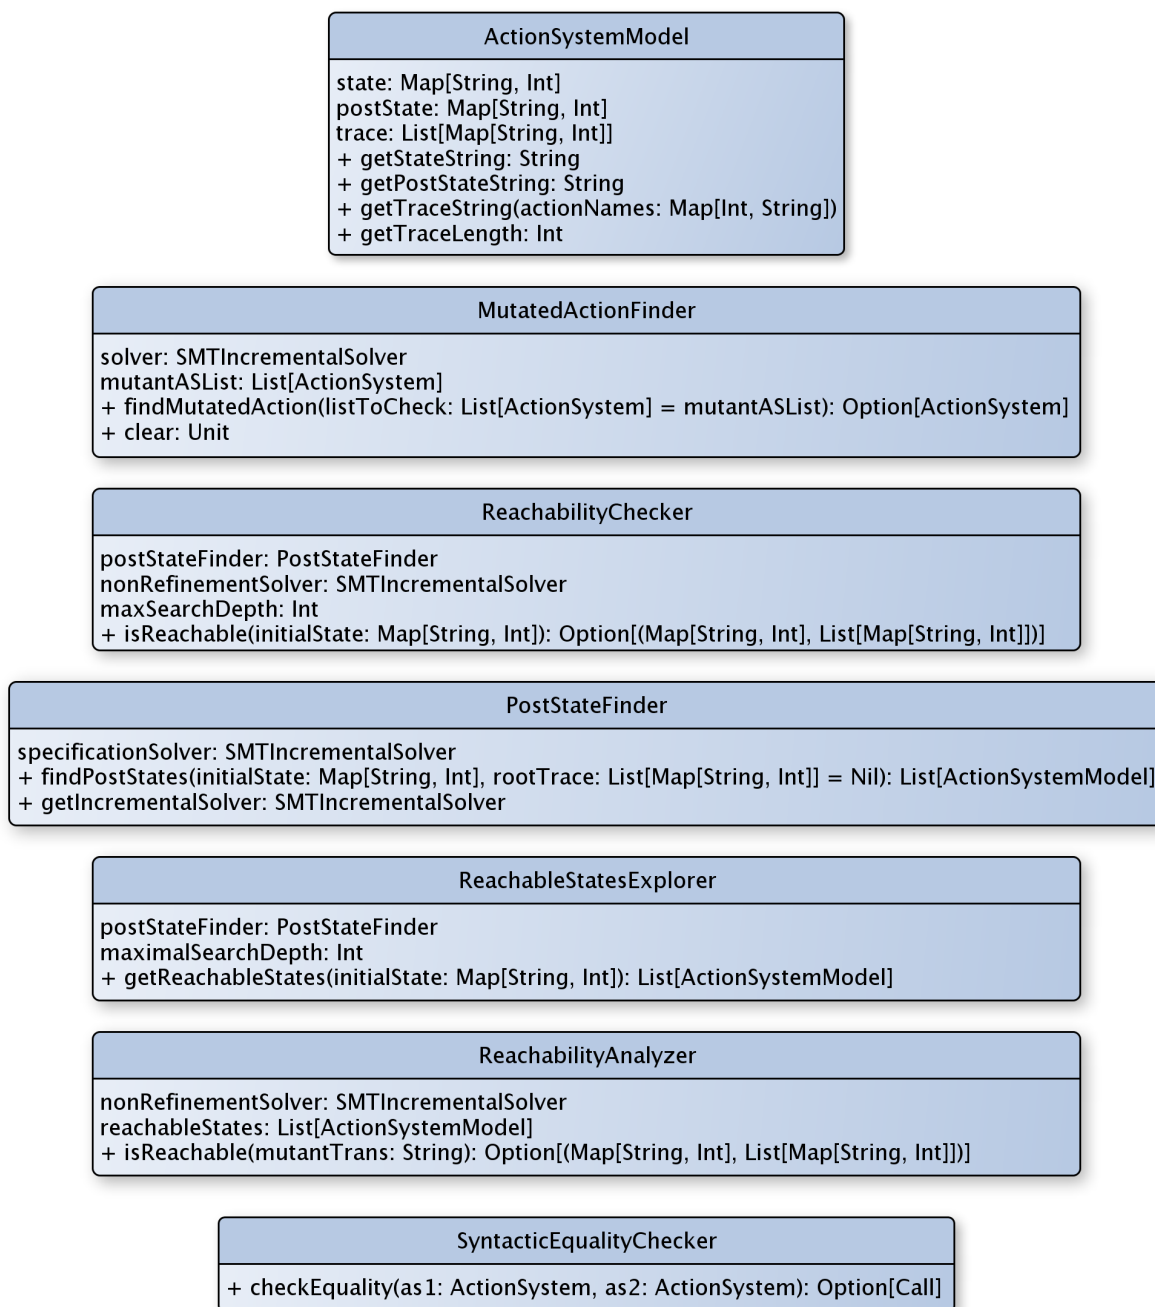 ActionSystemModel
state: Map[String, Int]
postState: Map[String, Int]
trace: List[Map[String, Int]]
+ getStateString: String
+ getPostStateString: String
+ getTraceString(actionNames: Map[Int, String])
+ getTraceLength: Int
MutatedActionFinder
solver: SMTIncrementalSolver
mutantASList: List[ActionSystem]
+ findMutatedAction(listToCheck: List[ActionSystem] = mutantASList): Option[ActionSystem]
+ clear: Unit
ReachabilityChecker
postStateFinder: PostStateFinder
nonRefinementSolver: SMTIncrementalSolver
maxSearchDepth: Int
+ isReachable(initialState: Map[String, Int]): Option[(Map[String, Int], List[Map[String, Int]])]
PostStateFinder
specificationSolver: SMTIncrementalSolver
+ findPostStates(initialState: Map[String, Int], rootTrace: List[Map[String, Int]] = Nil): List[ActionSystemModel]
+ getIncrementalSolver: SMTIncrementalSolver
ReachableStatesExplorer
postStateFinder: PostStateFinder
maximalSearchDepth: Int
+ getReachableStates(initialState: Map[String, Int]): List[ActionSystemModel]
ReachabilityAnalyzer
nonRefinementSolver: SMTIncrementalSolver
reachableStates: List[ActionSystemModel]
+ isReachable(mutantTrans: String): Option[(Map[String, Int], List[Map[String, Int]])]
SyntacticEqualityChecker
+ checkEquality(as1: ActionSystem, as2: ActionSystem): Option[Call]